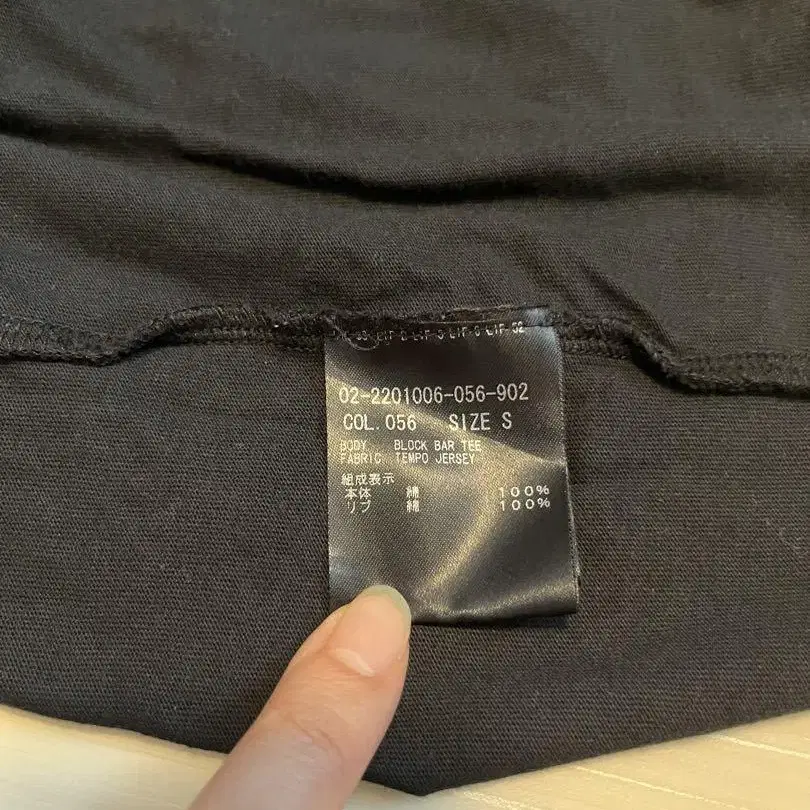 02-2201006-056-902
COL.056 SIZE S
BODY BLOCK BAR TEE
FABRIC TEMPO JERSEY
組成表示
本体 綿 100%
リブ 綿 100%